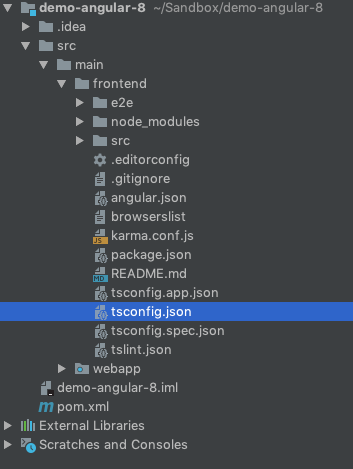 demo-angular-8 ~/Sandbox/demo-angular-8
.idea
src
main
frontend
e2e
node_modules
src
.editorconfig
.gitignore
angular.json
browserslist
karma.conf.js
package.json
README.md
tsconfig.app.json
tsconfig.json
tsconfig.spec.json
tslint.json
webapp
demo-angular-8.iml
pom.xml
External Libraries
Scratches and Consoles